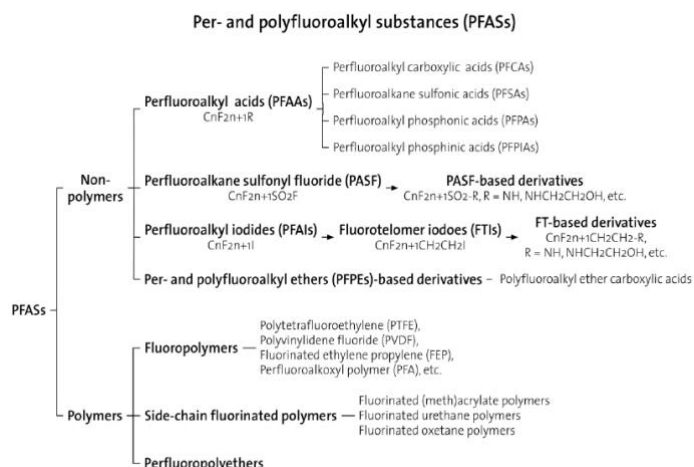 Per- and polyfluoroalkyl substances (PFASs)
Perfluoroalkyl carboxylic acids (PFCAs)
Perfluoroalkyl acids (PFAAs)
CnF2n+1R
Perfluoroalkane sulfonic acids (PFSAs)
Perfluoroalkyl phosphonic acids (PFPAs)
Perfluoroalkyl phosphinic acids (PFPIAs)
Non-
polymers
Perfluoroalkane sulfonyl fluoride (PASF)
CnF2n+1SO2F
PASF-based derivatives
CnF2n+1SO2-R, R = NH, NHCH2CH2OH, etc.
Perfluoroalkyl iodides (PFAIs)
CnF2n+1I
Fluorotelomer iodoes (FTIs)
CnF2n+1CH2CH2I
FT-based derivatives
CnF2n+1CH2CH2-R,
R = NH, NHCH2CH2OH, etc.
Per- and polyfluoroalkyl ethers (PFPEs)-based derivatives – Polyfluoroalkyl ether carboxylic acids
PFASs
Fluoropolymers
Polytetrafluoroethylene (PTFE),
Polyvinylidene fluoride (PVDF),
Fluorinated ethylene propylene (FEP),
Perfluoroalkoxyl polymer (PFA), etc.
Polymers
Side-chain fluorinated polymers
Fluorinated (meth)acrylate polymers
Fluorinated urethane polymers
Fluorinated oxetane polymers
Perfluoropolyethers